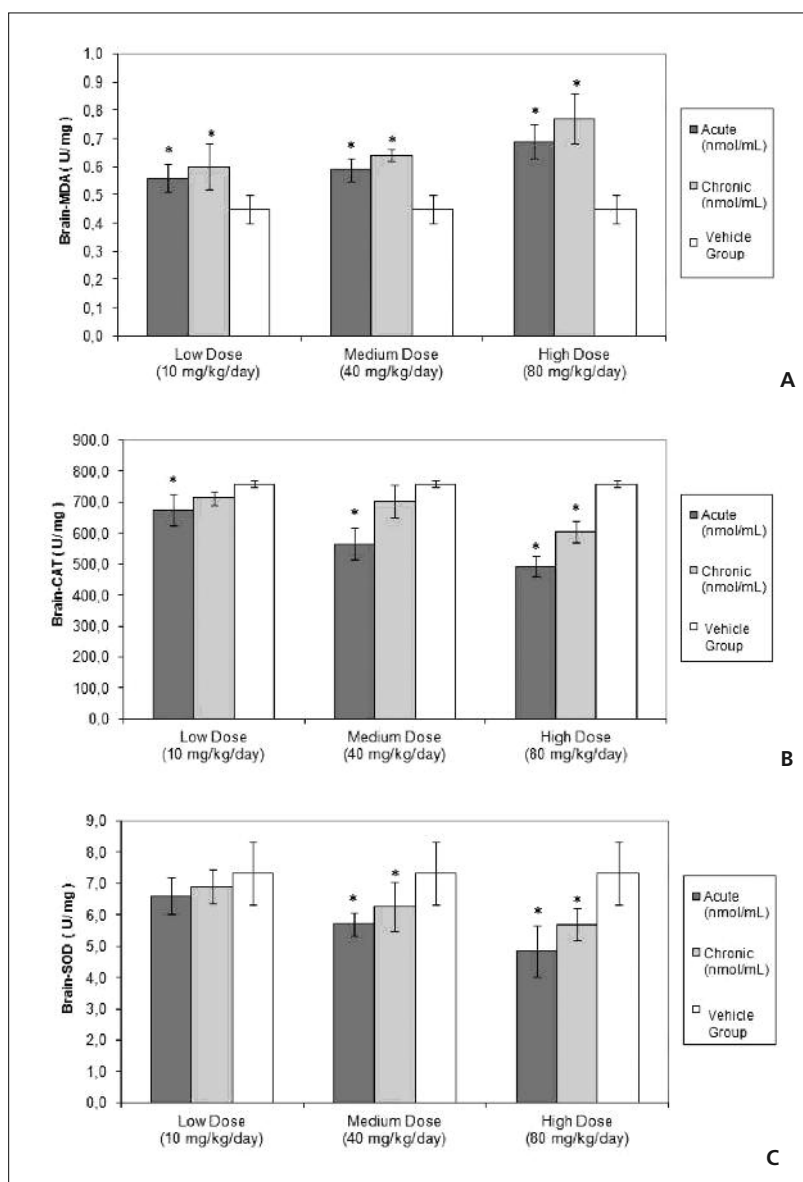 1,0
0,9
0,8
0,7
0,6
0,5
0,4
0,3
0,2
0,1
0,0
Brain-MDA ( U/mg)
* * * * * *
Low Dose Medium Dose High Dose
(10 mg/kg/day) (40 mg/kg/day) (80 mg/kg/day)
Acute
(nmol/mL)
Chronic
(nmol/mL)
Vehicle
Group
A
900,0
800,0
700,0
600,0
500,0
400,0
300,0
200,0
100,0
0,0
Brain-CAT ( U/mg)
* * * *
Low Dose Medium Dose High Dose
(10 mg/kg/day) (40 mg/kg/day) (80 mg/kg/day)
Acute
(nmol/mL)
Chronic
(nmol/mL)
Vehicle
Group
B
9,0
8,0
7,0
6,0
5,0
4,0
3,0
2,0
1,0
0,0
Brain-SOD ( U/mg)
* * * *
Low Dose Medium Dose High Dose
(10 mg/kg/day) (40 mg/kg/day) (80 mg/kg/day)
Acute
(nmol/mL)
Chronic
(nmol/mL)
Vehicle
Group
C